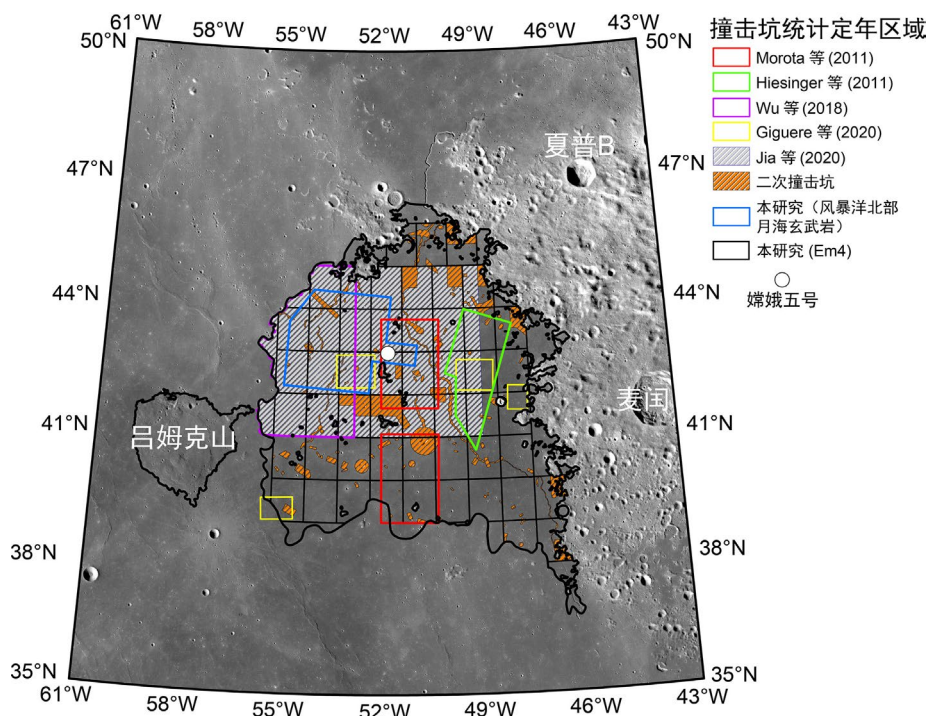 61°W 58°W 55°W 52°W 49°W 46°W 43°W
50°N 50°N
47°N 47°N
44°N 44°N
41°N 41°N
38°N 38°N
35°N 35°N
61°W 58°W 55°W 52°W 49°W 46°W 43°W
夏普B
麦闰
吕姆克山
撞击坑统计定年区域
Morota 等 (2011)
Hiesinger 等 (2011)
Wu 等 (2018)
Giguere 等 (2020)
Jia 等 (2020)
二次撞击坑
本研究（风暴洋北部
月海玄武岩）
本研究 (Em4)
嫦娥五号